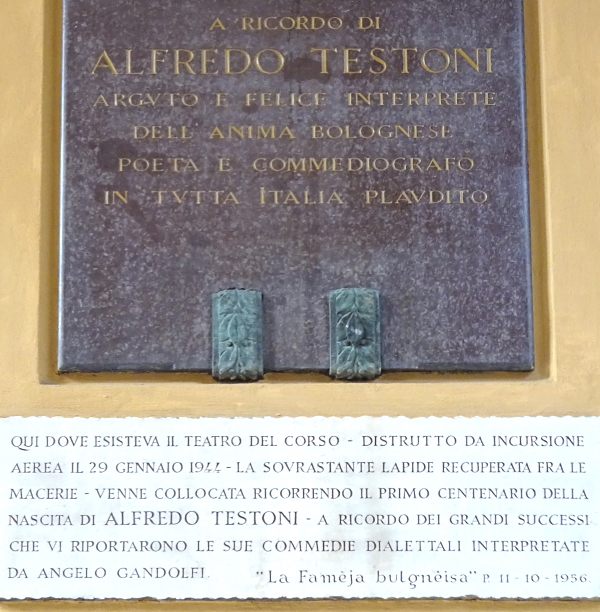 A RICORDO DI
ALFREDO TESTONI
ARGVTO E FELICE INTERPRETE
DELL'ANIMA BOLOGNESE
POETA E COMMEDIOGRAFO
IN TVTTA ITALIA PLAVDITO
QUI DOVE ESISTEVA IL TEATRO DEL CORSO - DISTRUTTO DA INCURSIONE
AEREA IL 29 GENNAIO 1944 - LA SOVRASTANTE LAPIDE RECUPERATA FRA LE
MACERIE - VENNE COLLOCATA RICORRENDO IL PRIMO CENTENARIO DELLA
NASCITA DI ALFREDO TESTONI - A RICORDO DEI GRANDI SUCCESSI
CHE VI RIPORTARONO LE SUE COMMEDIE DIALETTALI INTERPRETATE
DA ANGELO GANDOLFI. "La Famèja bulgnèisa" P. 11-10-1956.